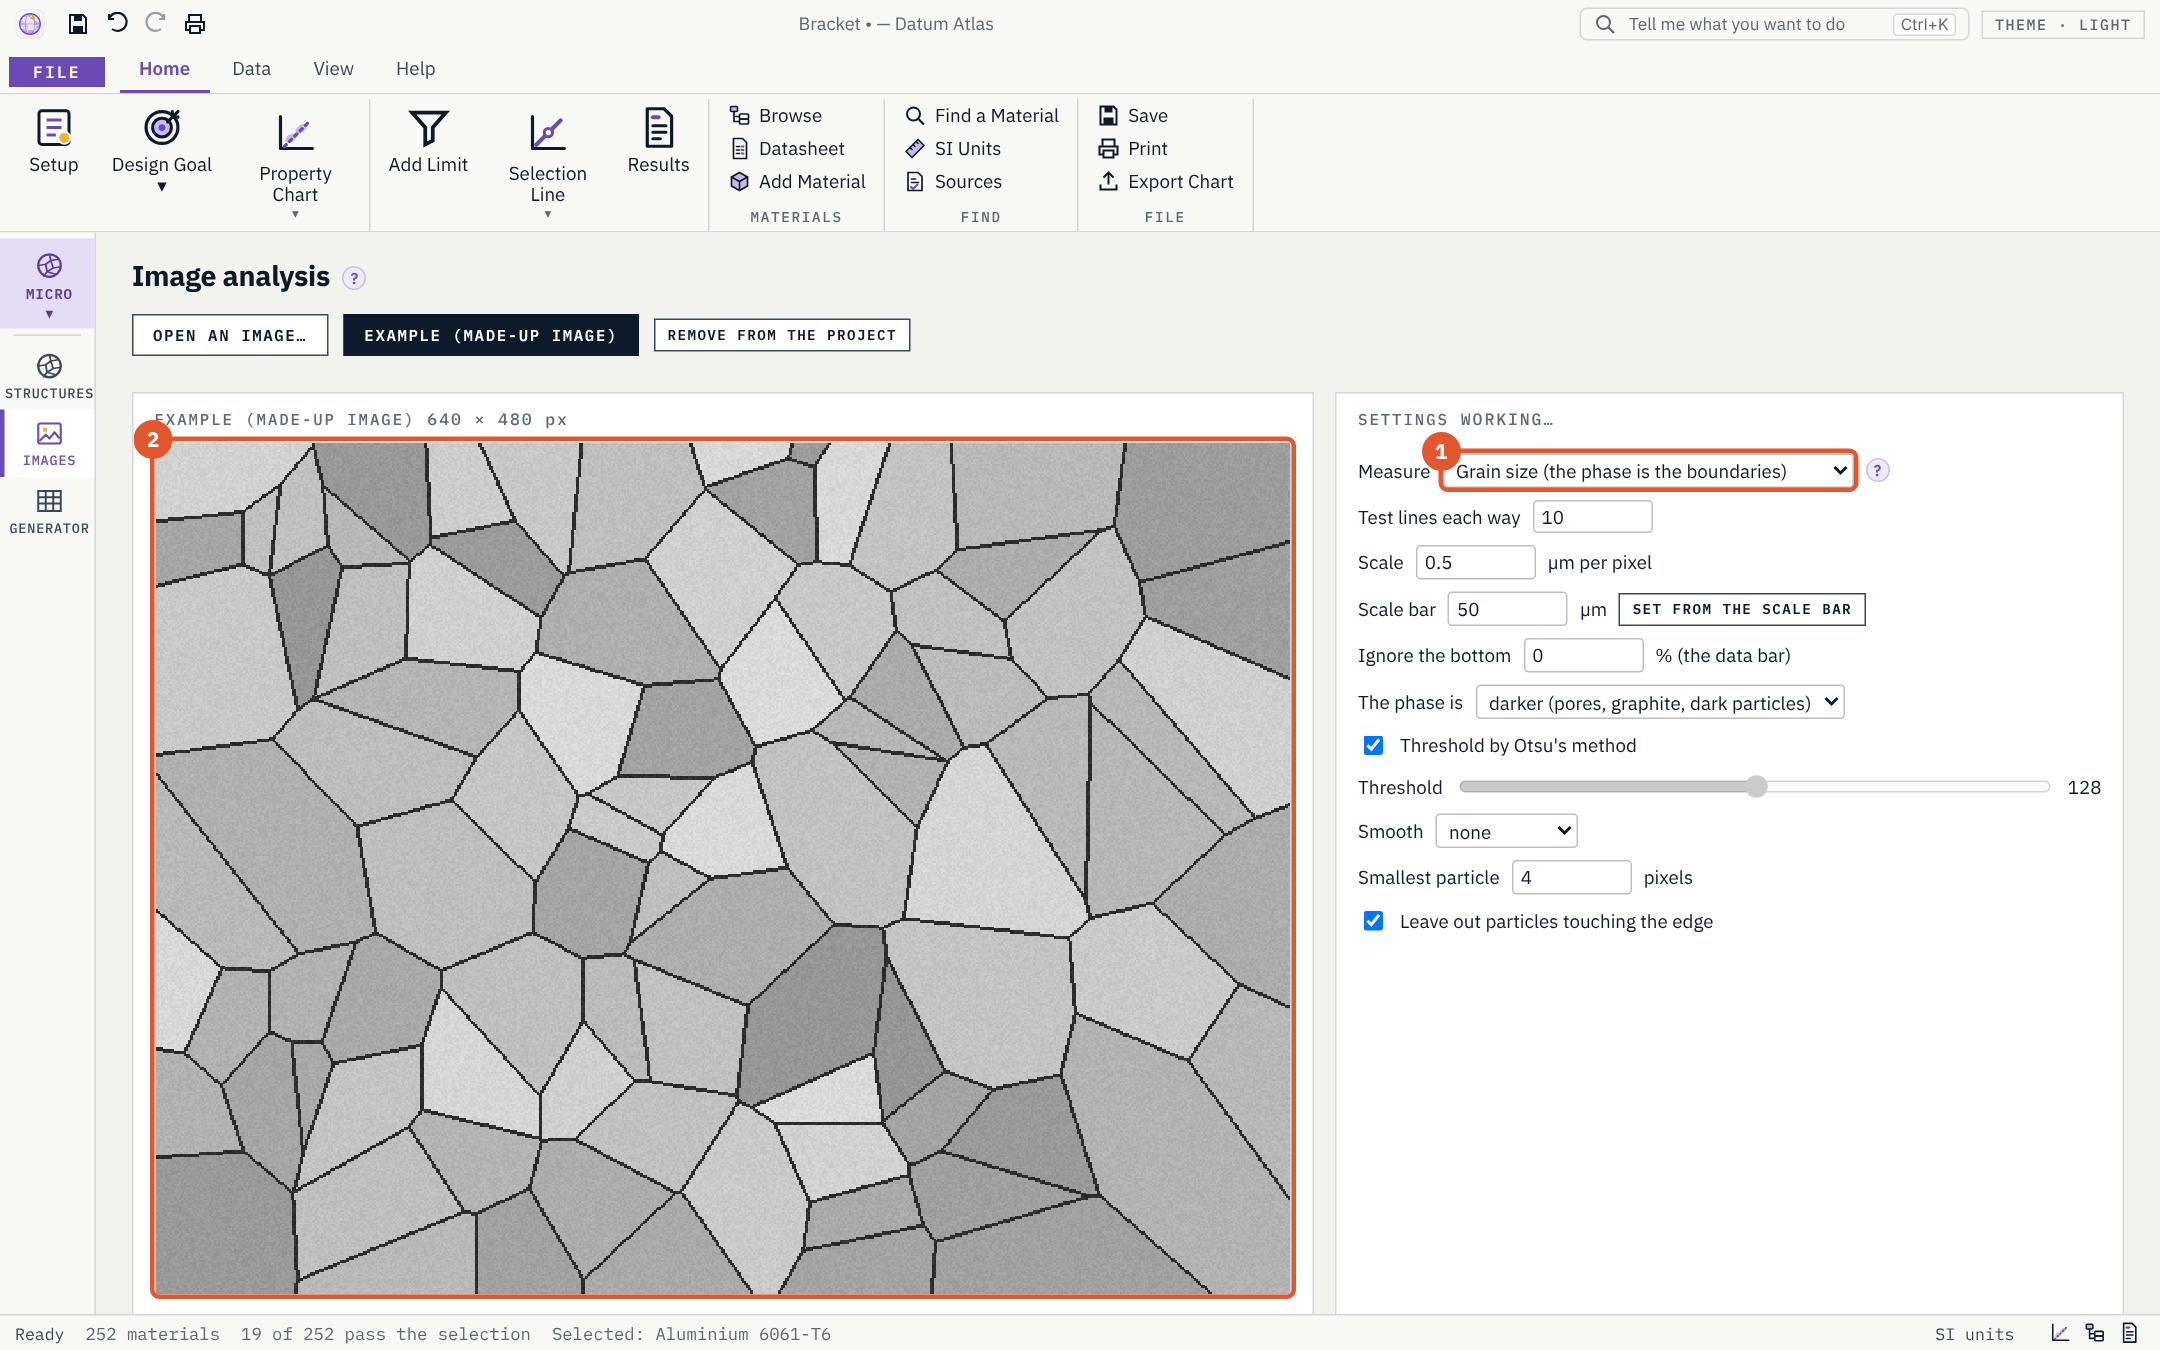 Bracket • — Datum Atlas
Tell me what you want to do
Ctrl+K
THEME · LIGHT
FILE
Home
Data
View
Help
Setup
Design Goal
▼
Property
Chart
▼
Add Limit
Selection
Line
▼
Results
Browse
Datasheet
Add Material
MATERIALS
Find a Material
SI Units
Sources
FIND
Save
Print
Export Chart
FILE
MICRO
▼
STRUCTURES
IMAGES
GENERATOR
Image analysis ?
OPEN AN IMAGE…
EXAMPLE (MADE-UP IMAGE)
REMOVE FROM THE PROJECT
EXAMPLE (MADE-UP IMAGE) 640 × 480 px
2
SETTINGS WORKING…
1
Measure Grain size (the phase is the boundaries) ?
Test lines each way 10
Scale 0.5 µm per pixel
Scale bar 50 µm SET FROM THE SCALE BAR
Ignore the bottom 0 % (the data bar)
The phase is darker (pores, graphite, dark particles)
Threshold by Otsu's method
Threshold 128
Smooth none
Smallest particle 4 pixels
Leave out particles touching the edge
Ready 252 materials 19 of 252 pass the selection Selected: Aluminium 6061-T6
SI units